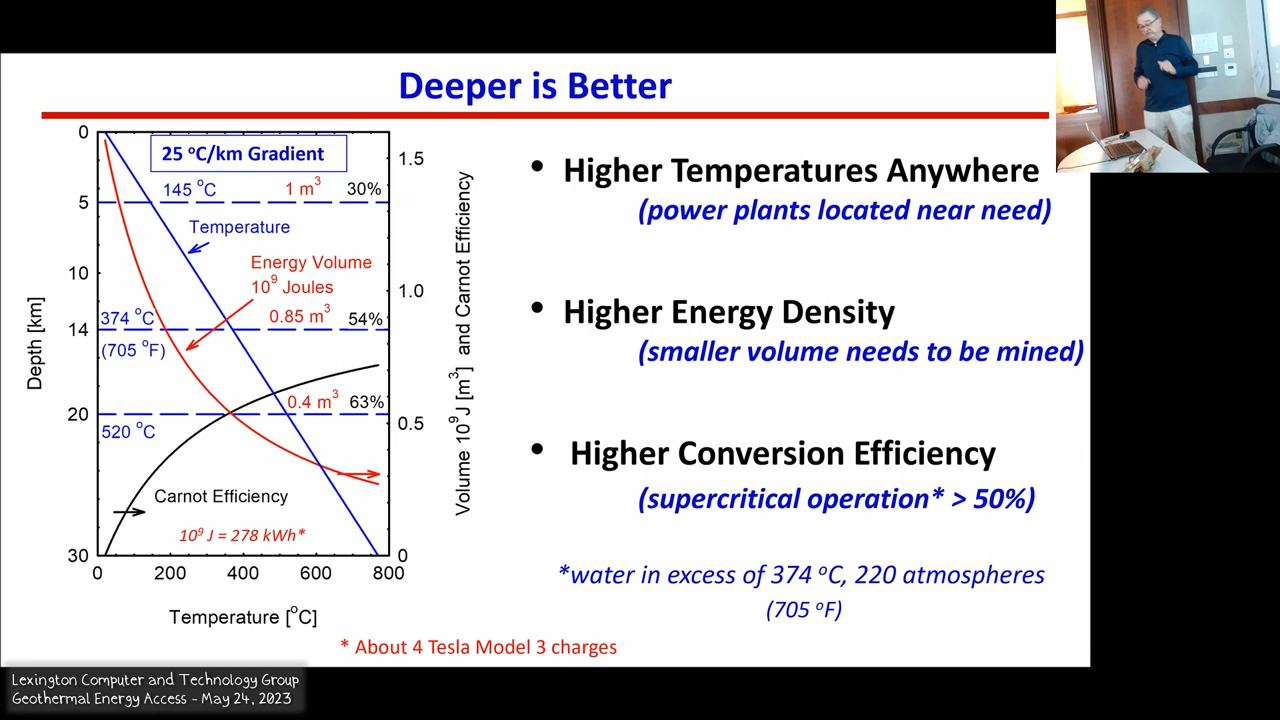 Deeper is Better
25 °C/km Gradient
145 °C 1 m³ 30%
Temperature
Energy Volume
10⁹ Joules
374 °C 0.85 m³ 54%
(705 °F)
0.4 m³ 63%
520 °C
Carnot Efficiency
10⁹ J = 278 kWh*
0
5
10
14
20
30
Depth [km]
0 200 400 600 800
Temperature [°C]
1.5
1.0
0.5
0
Volume 10⁹J [m³] and Carnot Efficiency
* About 4 Tesla Model 3 charges
• Higher Temperatures Anywhere
(power plants located near need)
• Higher Energy Density
(smaller volume needs to be mined)
• Higher Conversion Efficiency
(supercritical operation* > 50%)
*water in excess of 374 °C, 220 atmospheres
(705 °F)
Lexington Computer and Technology Group
Geothermal Energy Access - May 24, 2023